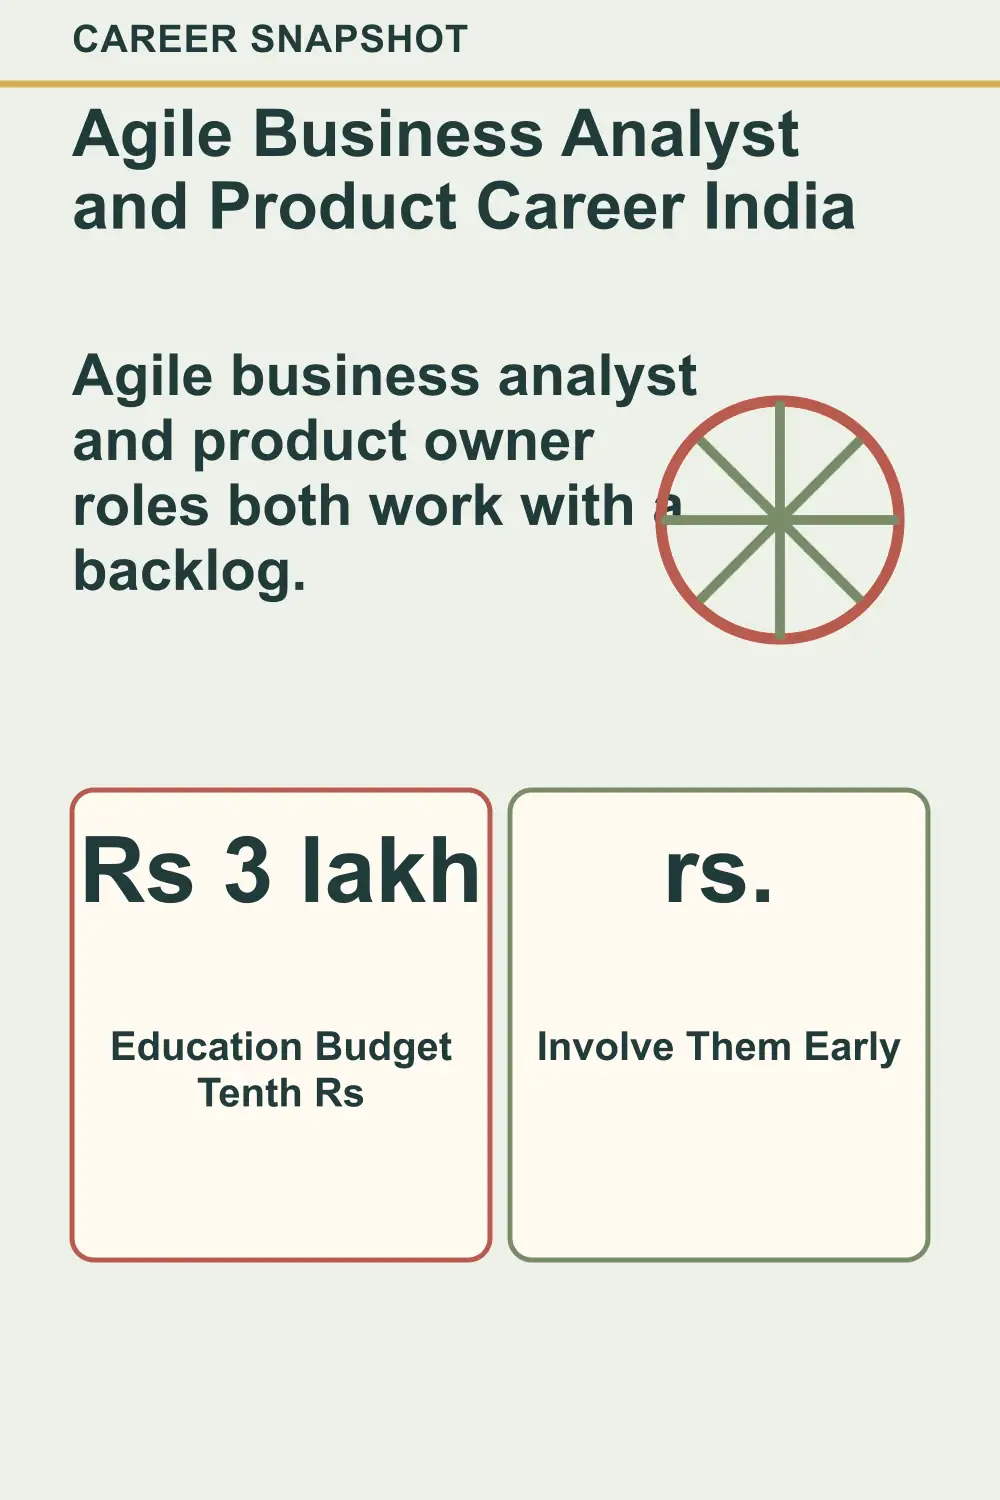 CAREER SNAPSHOT
Agile Business Analyst
and Product Career India
Agile business analyst
and product owner
roles both work with a
backlog.
Rs 3 lakh
Education Budget
Tenth Rs
rs.
Involve Them Early